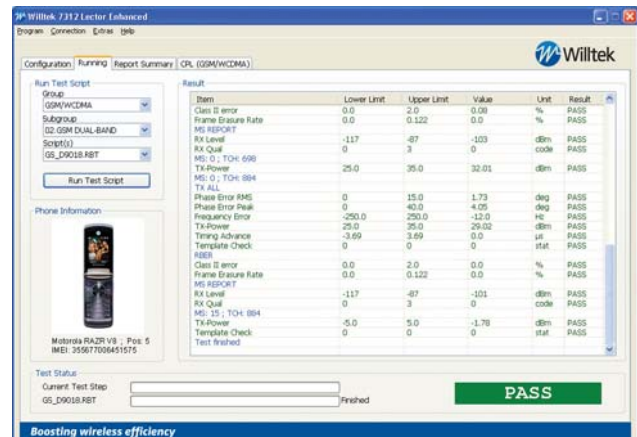 Willtek 7312 Lector Enhanced
Program Connection Extras Help
Willtek
Configuration Running Report Summary CPL (GSM/WCDMA)
Run Test Script
Group
GSM/WCDMA
Subgroup
02.GSM DUAL-BAND
Script(s)
GS_D9018.RBT
Run Test Script
Phone Information
Motorola RAZR V8 ; Pos: 5
IMEI: 355677006451575
Result
Item Lower Limit Upper Limit Value Unit Result
Class II error 0.0 2.0 0.08 % PASS
Frame Erasure Rate 0.0 0.122 0.0 % PASS
MS REPORT
RX Level -117 -87 -103 dBm PASS
RX Qual 0 3 0 code PASS
MS: 0 ; TCH: 698
TX-Power 25.0 35.0 32.01 dBm PASS
MS: 0 ; TCH: 884
TX ALL
Phase Error RMS 0 15.0 1.73 deg PASS
Phase Error Peak 0 40.0 4.05 deg PASS
Frequency Error -250.0 250.0 -12.0 Hz PASS
TX-Power 25.0 35.0 29.02 dBm PASS
Timing Advance -3.69 3.69 0.0 µs PASS
Template Check 0 0 0 stat PASS
RBER
Class II error 0.0 2.0 0.0 % PASS
Frame Erasure Rate 0.0 0.122 0.0 % PASS
MS REPORT
RX Level -117 -87 -101 dBm PASS
RX Qual 0 3 0 code PASS
MS: 15 ; TCH: 884
TX-Power -5.0 5.0 -1.78 dBm PASS
Template Check 0 0 0 stat PASS
Test finished
Test Status
Current Test Step
GS_D9018.RBT Finished
PASS
Boosting wireless efficiency